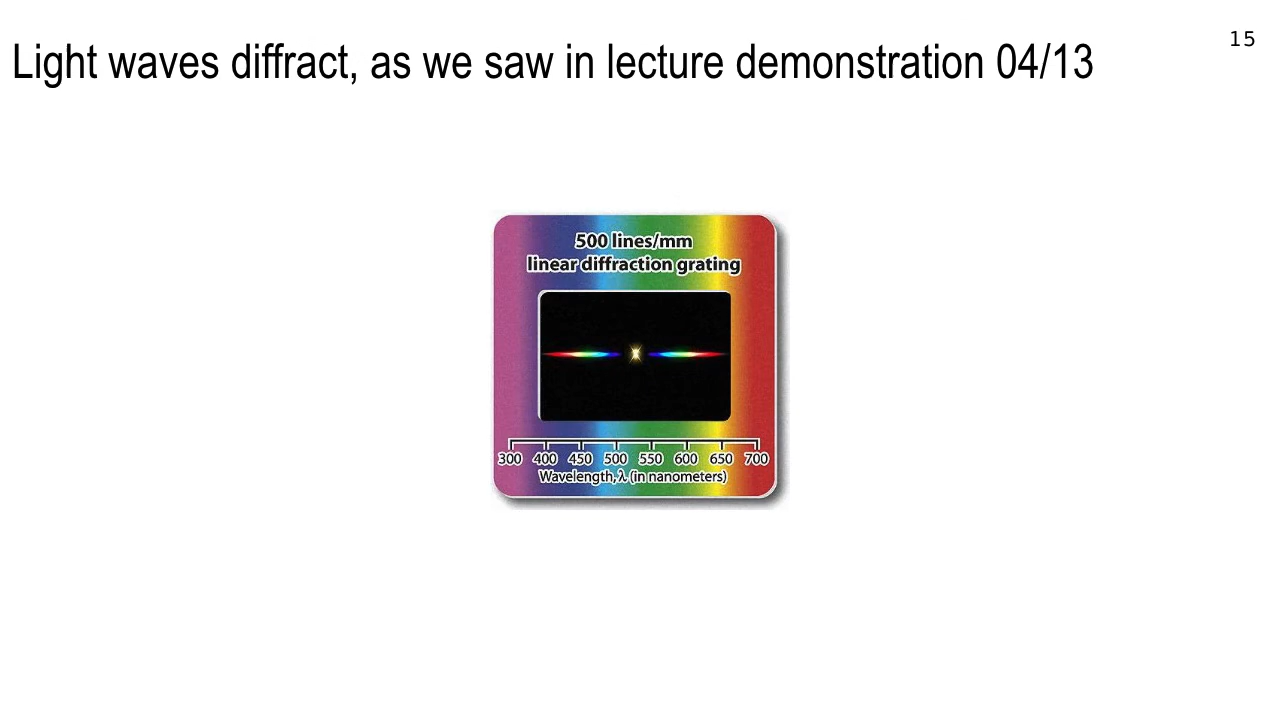 Light waves diffract, as we saw in lecture demonstration 04/13
15
500 lines/mm
linear diffraction grating
300 400 450 500 550 600 650 700
Wavelength,λ (in nanometers)